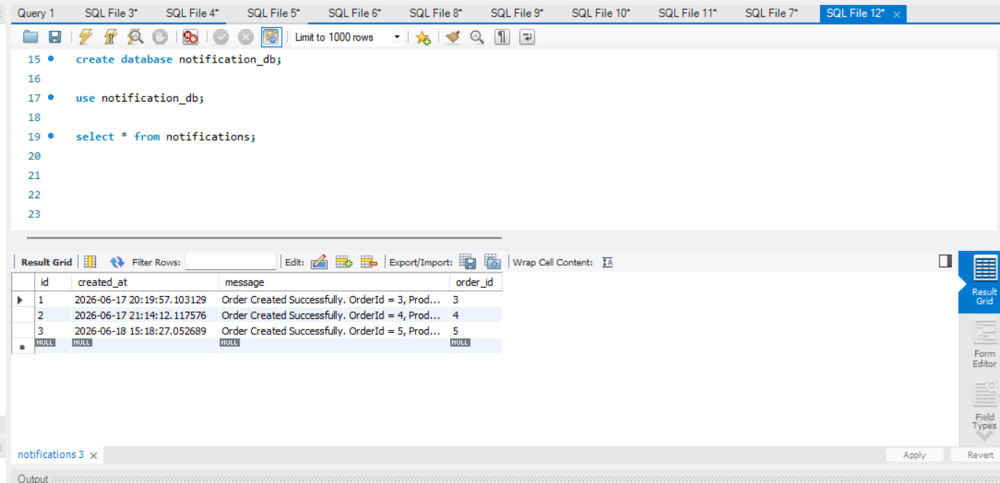 Query 1 SQL File 3* SQL File 4* SQL File 5* SQL File 6* SQL File 8* SQL File 9* SQL File 10* SQL File 11* SQL File 7* SQL File 12*
Limit to 1000 rows
15 create database notification_db;
16
17 use notification_db;
18
19 select * from notifications;
20
21
22
23
Result Grid Filter Rows: Edit: Export/Import: Wrap Cell Content:
id created_at message order_id
1 2026-06-17 20:19:57.103129 Order Created Successfully. OrderId = 3, Prod... 3
2 2026-06-17 21:14:12.117576 Order Created Successfully. OrderId = 4, Prod... 4
3 2026-06-18 15:18:27.052689 Order Created Successfully. OrderId = 5, Prod... 5
NULL NULL NULL NULL
Result
Grid
Form
Editor
Field
Types
notifications 3 Apply Revert
Output